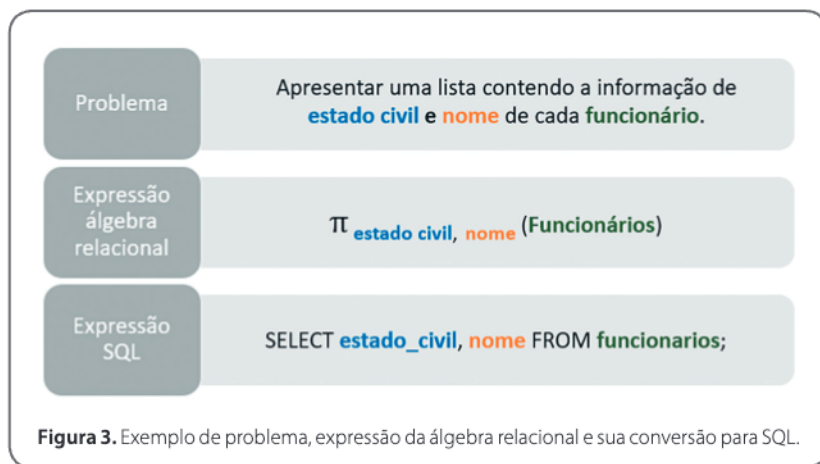 Problema
Apresentar uma lista contendo a informação de
estado civil e nome de cada funcionário.
Expressão
álgebra
relacional
π estado civil, nome (Funcionários)
Expressão
SQL
SELECT estado_civil, nome FROM funcionarios;
Figura 3. Exemplo de problema, expressão da álgebra relacional e sua conversão para SQL.